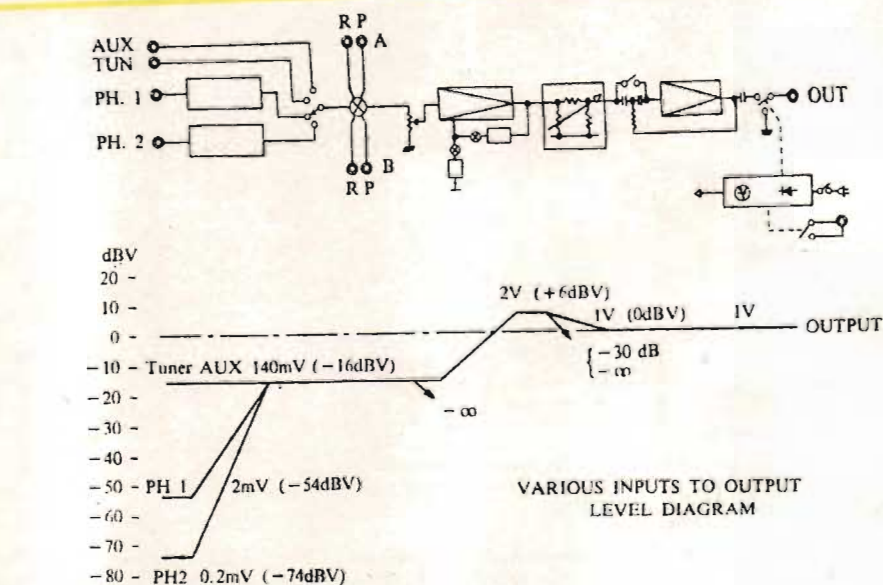 R P
A
AUX
TUN
PH. 1
PH. 2
OUT
B
R P
dBV
20 -
10 -
0 -
-10 -
-20 -
-30 -
-40 -
-50 -
-60 -
-70 -
-80 -
2V (+6dBV)
1V (0dBV)
1V
OUTPUT
{ -30 dB
-∞
Tuner AUX 140mV (-16dBV)
-∞
PH 1
2mV (-54dBV)
VARIOUS INPUTS TO OUTPUT
LEVEL DIAGRAM
PH2 0.2mV (-74dBV)